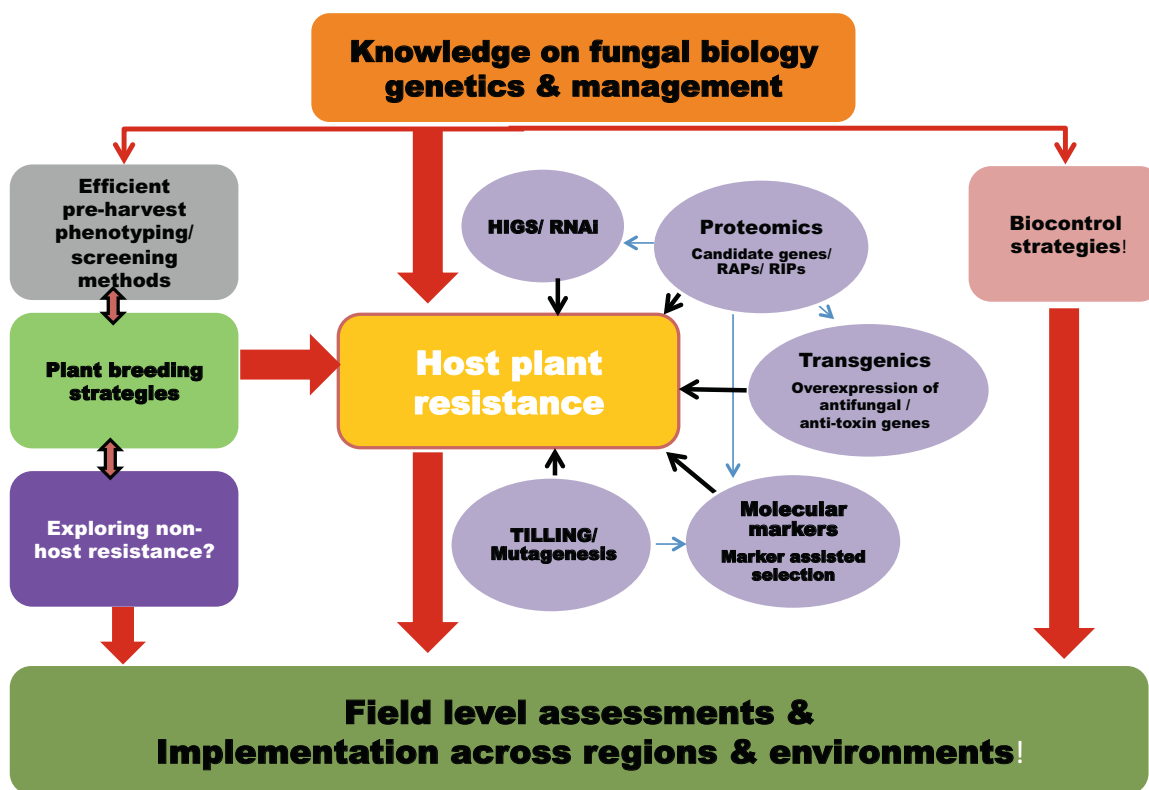 Knowledge on fungal biology
genetics & management
Efficient
pre-harvest
phenotyping/
screening
methods
HIGS/ RNAI
Proteomics
Candidate genes/
RAPs/ RIPs
Biocontrol
strategies!
Plant breeding
strategies
Host plant
resistance
Transgenics
Overexpression of
antifungal /
anti-toxin genes
Exploring non-
host resistance?
TILLING/
Mutagenesis
Molecular
markers
Marker assisted
selection
Field level assessments &
Implementation across regions & environments!